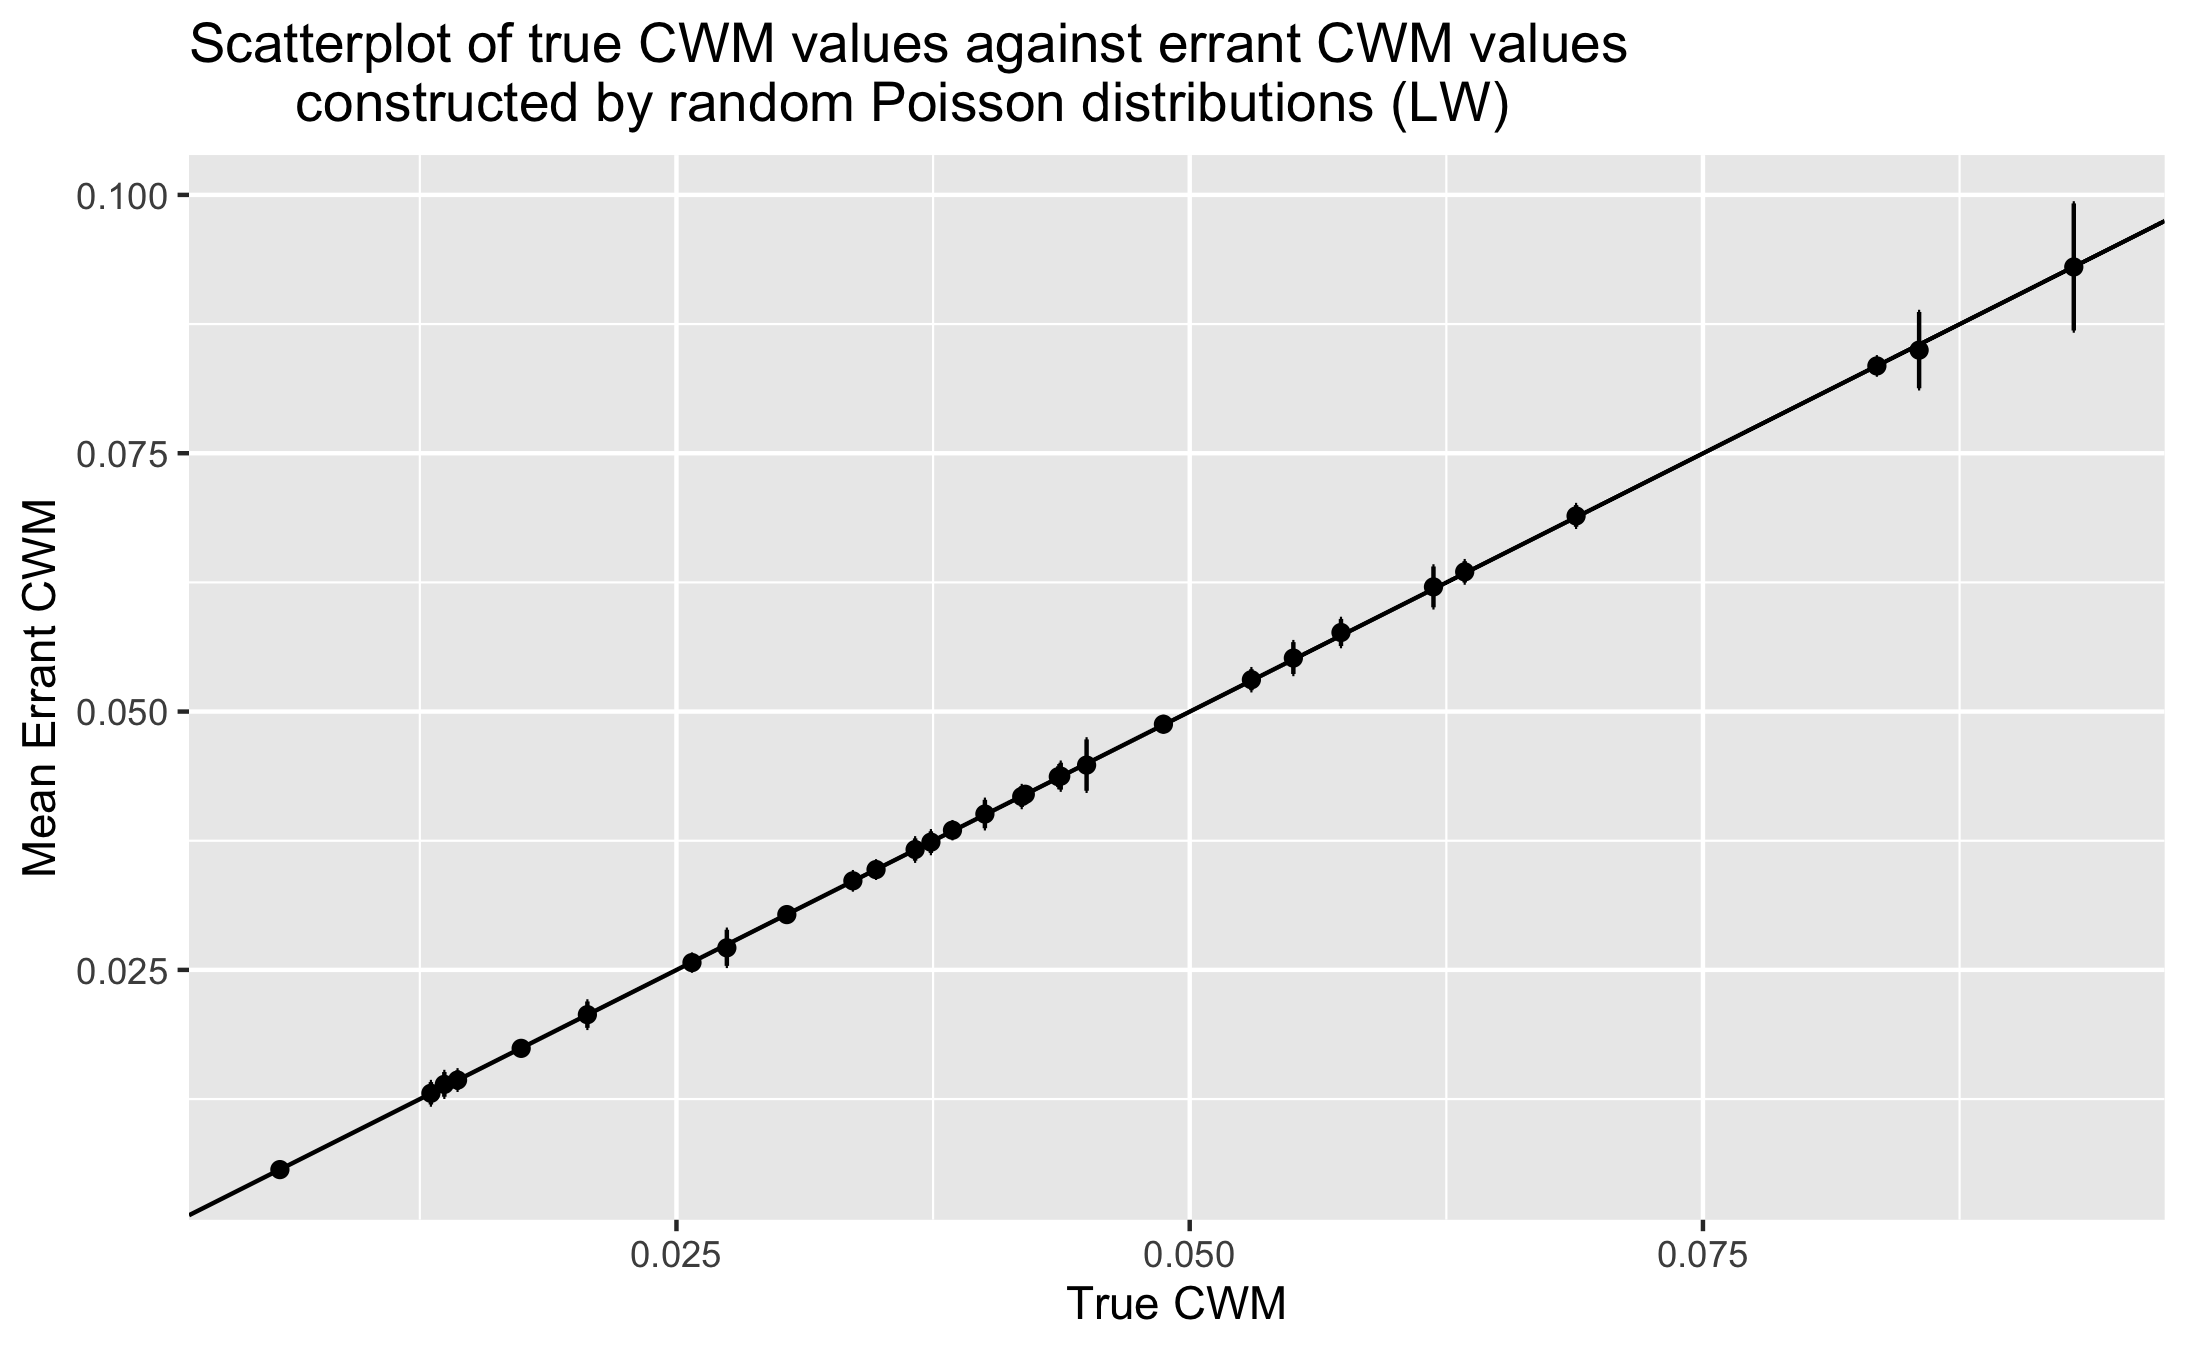 Scatterplot of true CWM values against errant CWM values
constructed by random Poisson distributions (LW)
0.100
0.075
0.050
0.025
Mean Errant CWM
0.025 0.050 0.075
True CWM